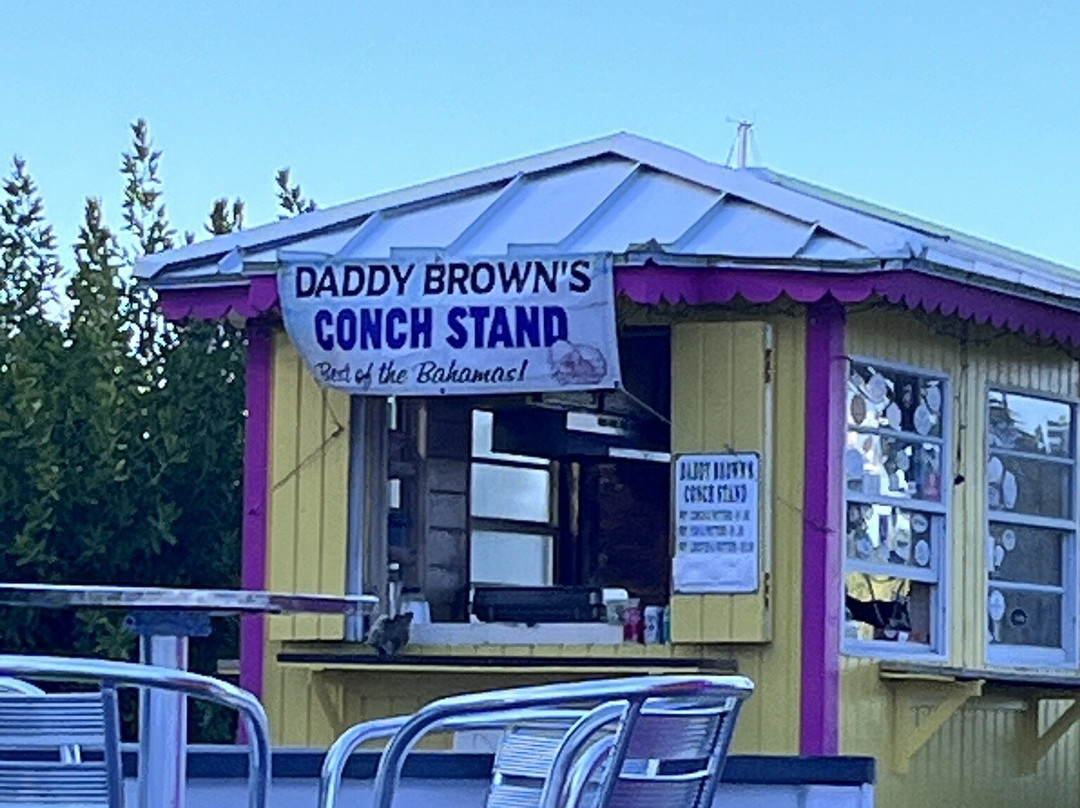 DADDY BROWN'S
CONCH STAND
Best of the Bahamas!
DADDY BROWN'S
CONCH STAND